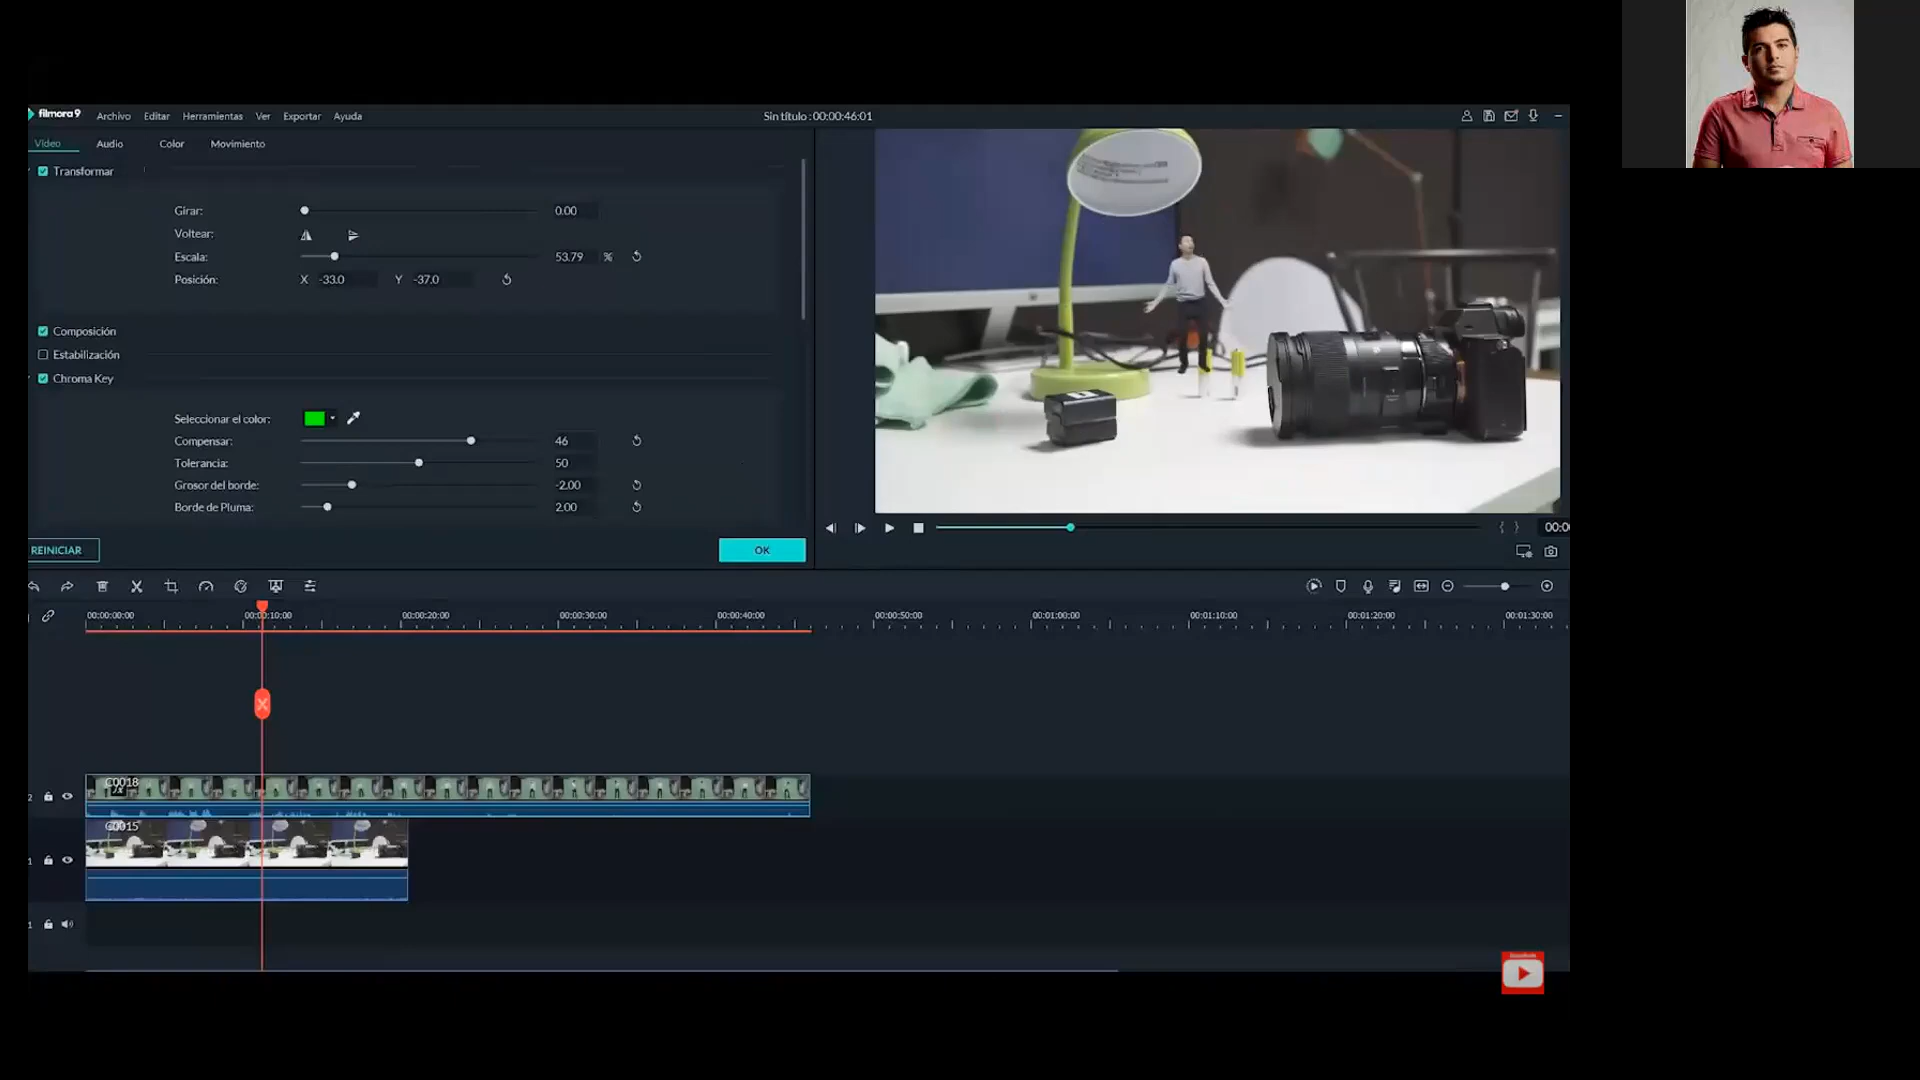 filmora9 Archivo Editar Herramientas Ver Exportar Ayuda Sin título : 00:00:46:01
Video Audio Color Movimiento
Transformar
Girar: 0.00
Voltear:
Escala: 53.79 %
Posición: X -33.0 Y -37.0
Composición
Estabilización
Chroma Key
Seleccionar el color:
Compensar: 46
Tolerancia: 50
Grosor del borde: -2.00
Borde de Pluma: 2.00
REINICIAR OK
00:00:00:00 00:00:10:00 00:00:20:00 00:00:30:00 00:00:40:00 00:00:50:00 00:01:00:00 00:01:10:00 00:01:20:00 00:01:30:00
C0018
2
C0015
1
1